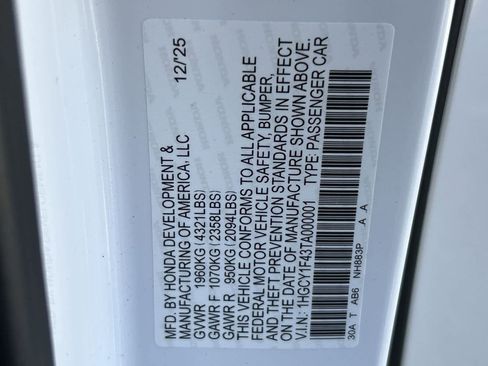 MFD. BY HONDA DEVELOPMENT & 12/'25
MANUFACTURING OF AMERICA, LLC
GVWR 1960KG (4321LBS)
GAWR F 1070KG (2358LBS)
GAWR R 950KG (2094LBS)
THIS VEHICLE CONFORMS TO ALL APPLICABLE
FEDERAL MOTOR VEHICLE SAFETY, BUMPER,
AND THEFT PREVENTION STANDARDS IN EFFECT
ON THE DATE OF MANUFACTURE SHOWN ABOVE.
V.I.N.: 1HGCY1F43TA000001 TYPE: PASSENGER CAR
30A T AB6 NH883P A A